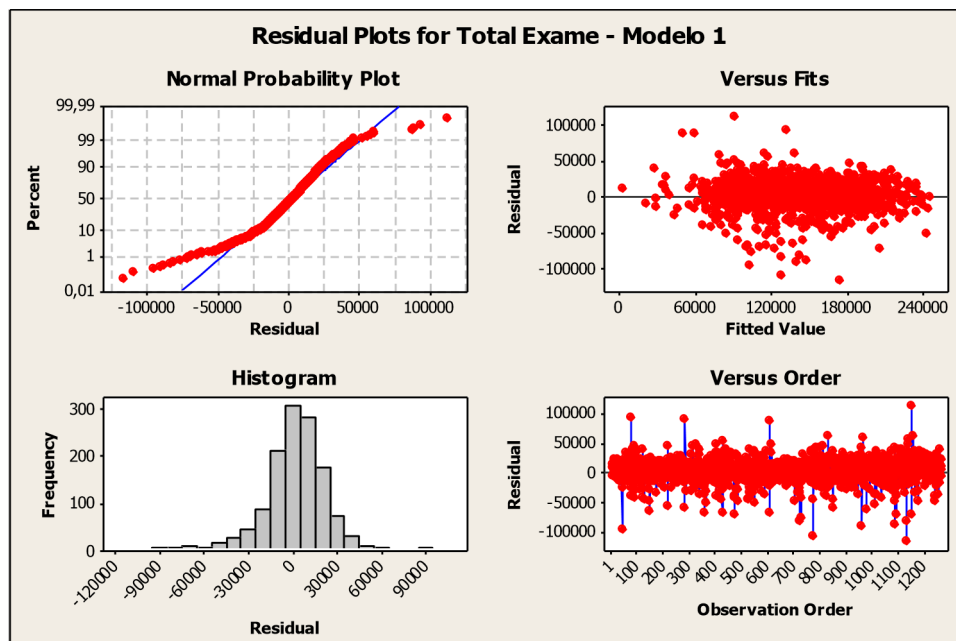 Residual Plots for Total Exame - Modelo 1
Normal Probability Plot
99,99
99
90
50
10
1
0,01
Percent
-100000 -50000 0 50000 100000
Residual
Versus Fits
100000
50000
0
-50000
-100000
Residual
0 60000 120000 180000 240000
Fitted Value
Histogram
300
200
100
0
Frequency
-120000 -90000 -60000 -30000 0 30000 60000 90000
Residual
Versus Order
100000
50000
0
-50000
-100000
Residual
1 100 200 300 400 500 600 700 800 900 1000 1100 1200
Observation Order